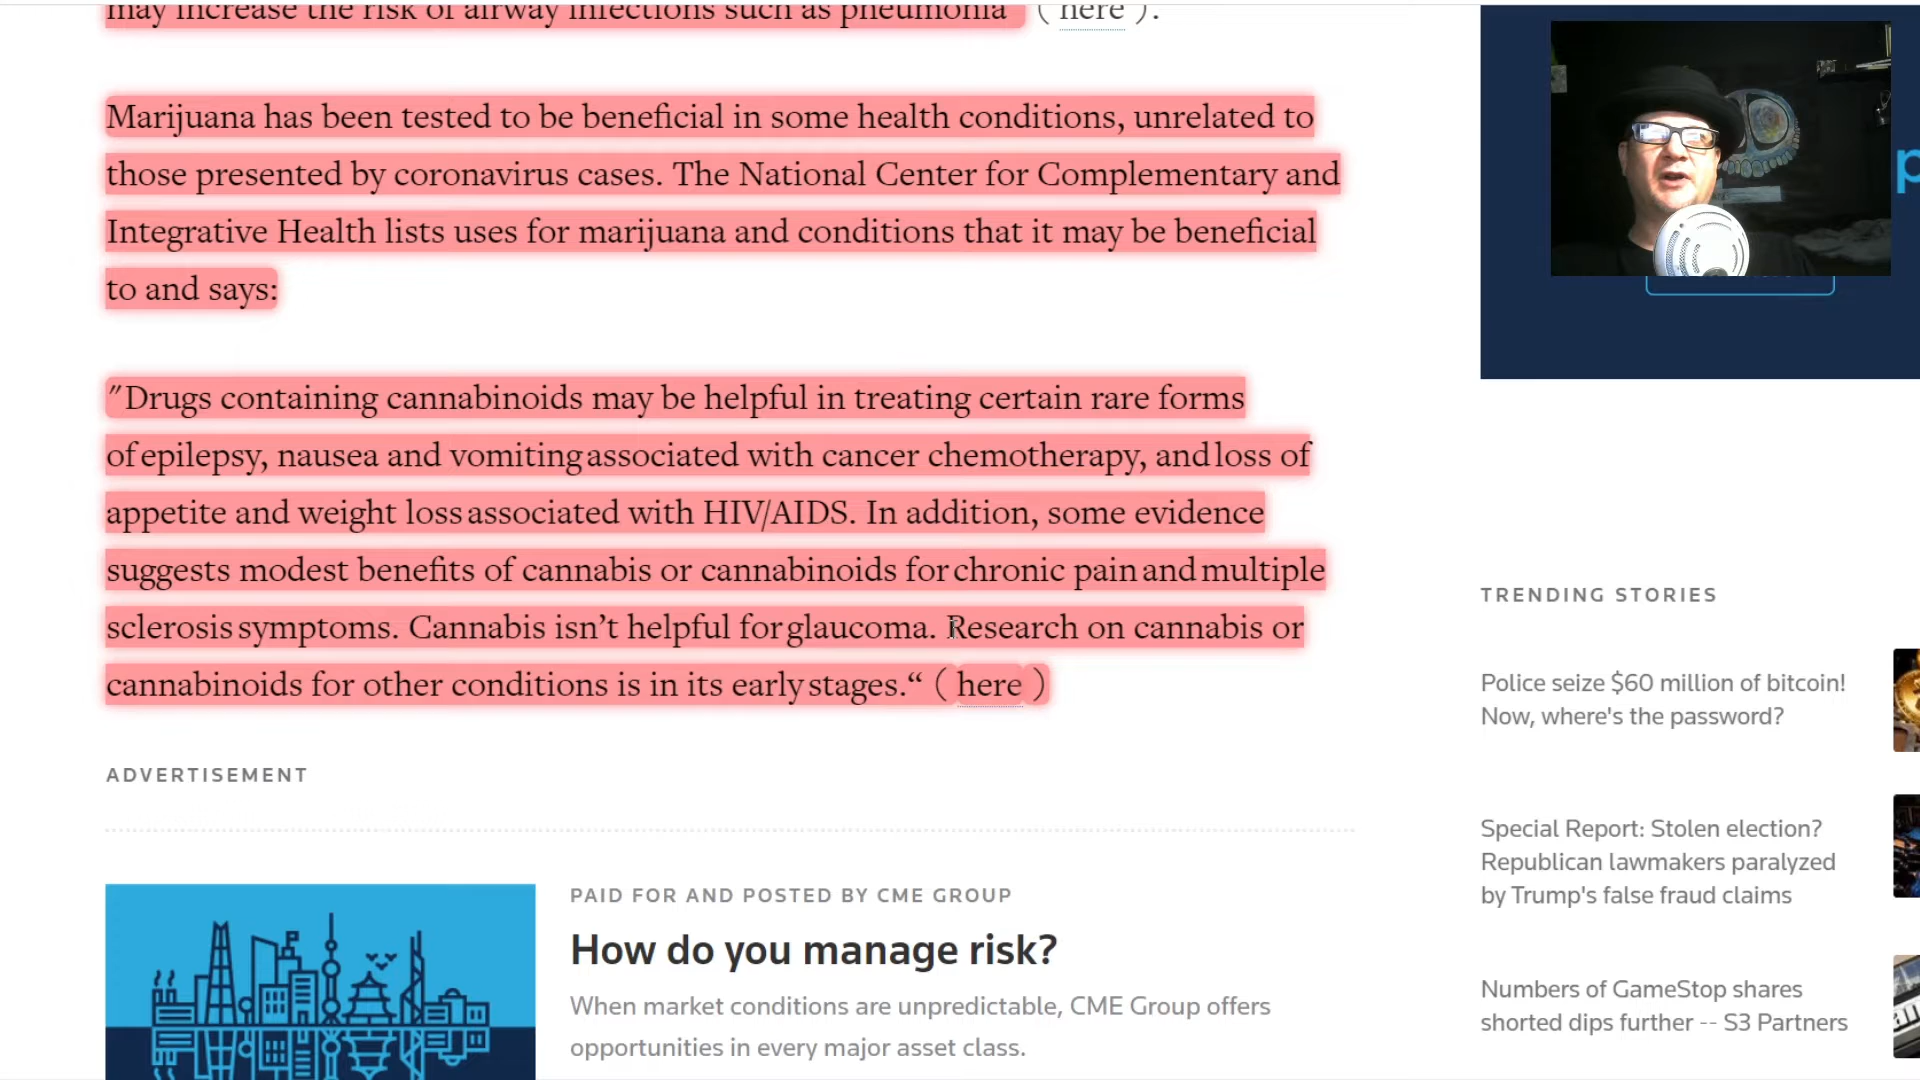 may increase the risk of airway infections such as pneumonia” ( here ).
Marijuana has been tested to be beneficial in some health conditions, unrelated to
those presented by coronavirus cases. The National Center for Complementary and
Integrative Health lists uses for marijuana and conditions that it may be beneficial
to and says:
"Drugs containing cannabinoids may be helpful in treating certain rare forms
of epilepsy, nausea and vomiting associated with cancer chemotherapy, and loss of
appetite and weight loss associated with HIV/AIDS. In addition, some evidence
suggests modest benefits of cannabis or cannabinoids for chronic pain and multiple
sclerosis symptoms. Cannabis isn’t helpful for glaucoma. Research on cannabis or
cannabinoids for other conditions is in its early stages.“ ( here )
ADVERTISEMENT
PAID FOR AND POSTED BY CME GROUP
How do you manage risk?
When market conditions are unpredictable, CME Group offers
opportunities in every major asset class.
TRENDING STORIES
Police seize $60 million of bitcoin!
Now, where's the password?
Special Report: Stolen election?
Republican lawmakers paralyzed
by Trump's false fraud claims
Numbers of GameStop shares
shorted dips further -- S3 Partners